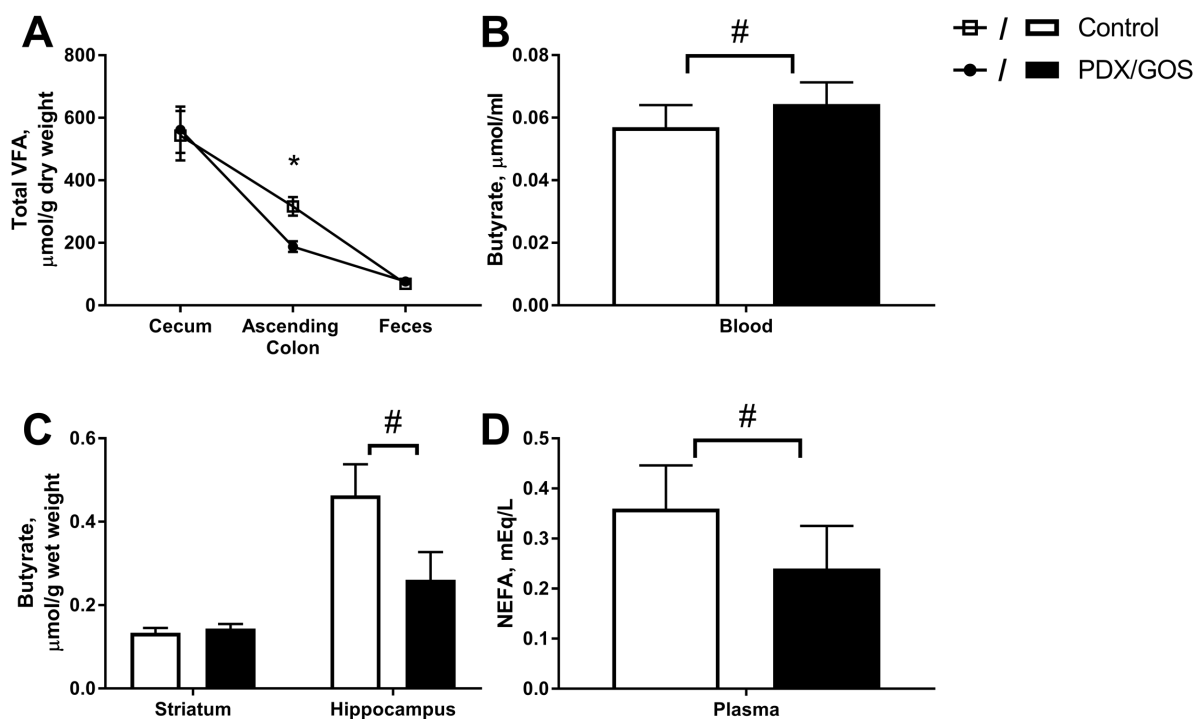 A
Total VFA,
μmol/g dry weight
800
600
400
200
0
*
Cecum
Ascending
Colon
Feces
B
Butyrate, μmol/ml
0.08
0.06
0.04
0.02
0.00
#
Blood
/ Control
/ PDX/GOS
C
Butyrate,
μmol/g wet weight
0.6
0.4
0.2
0.0
#
Striatum
Hippocampus
D
NEFA, mEq/L
0.5
0.4
0.3
0.2
0.1
0.0
#
Plasma